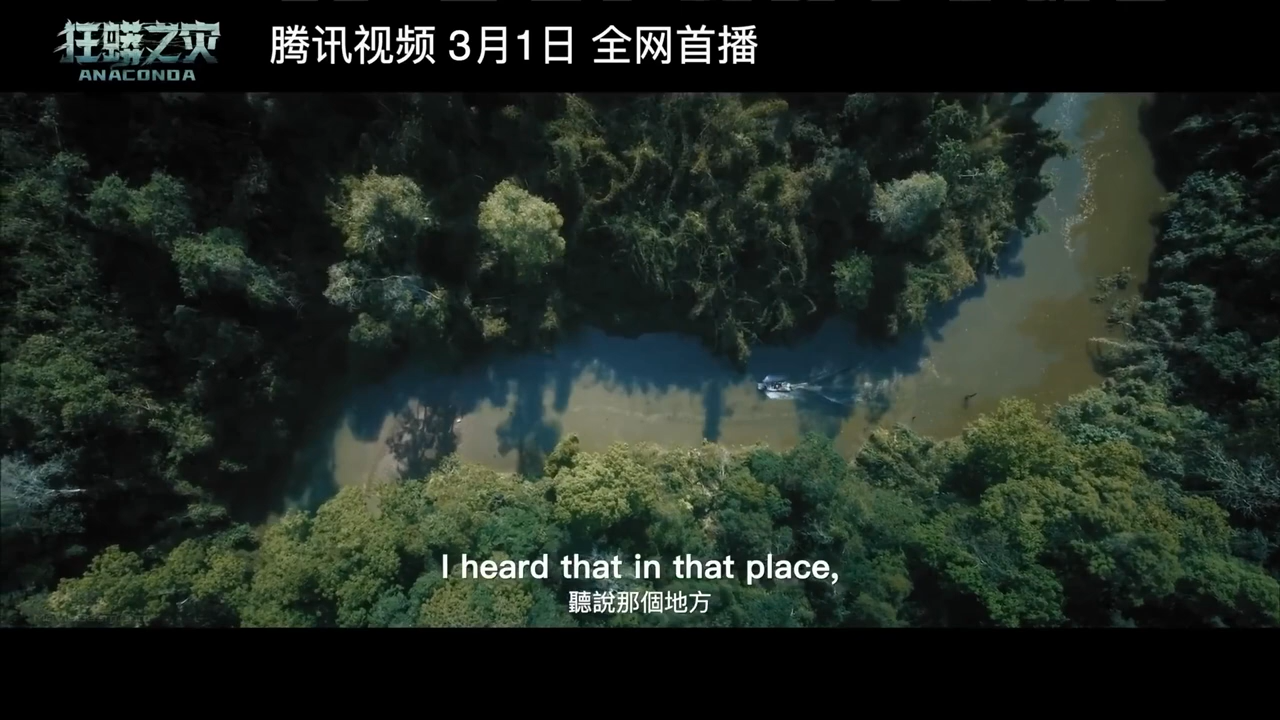 狂蟒之灾
ANACONDA
腾讯视频 3月1日 全网首播
I heard that in that place,
聽說那個地方